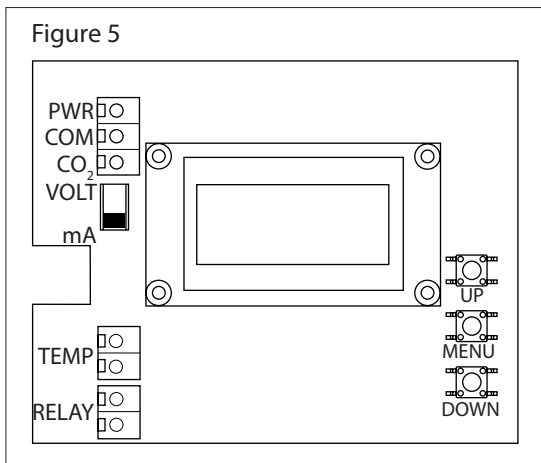 Figure 5
PWR
COM
CO₂
VOLT
mA
TEMP
RELAY
UP
MENU
DOWN